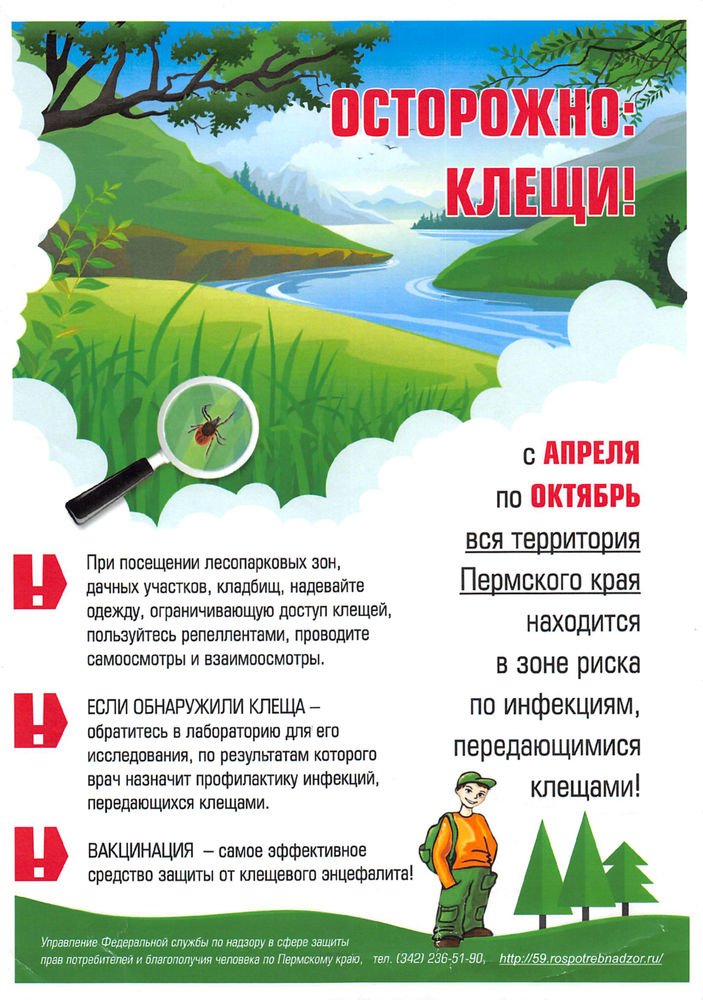 ОСТОРОЖНО:
КЛЕЩИ!
с АПРЕЛЯ
по ОКТЯБРЬ
вся территория
Пермского края
находится
в зоне риска
по инфекциям,
передающимися
клещами!
При посещении лесопарковых зон,
дачных участков, кладбищ, надевайте
одежду, ограничивающую доступ клещей,
пользуйтесь репеллентами, проводите
самоосмотры и взаимоосмотры.
ЕСЛИ ОБНАРУЖИЛИ КЛЕЩА –
обратитесь в лабораторию для его
исследования, по результатам которого
врач назначит профилактику инфекций,
передающихся клещами.
ВАКЦИНАЦИЯ – самое эффективное
средство защиты от клещевого энцефалита!
Управление Федеральной службы по надзору в сфере защиты
прав потребителей и благополучия человека по Пермскому краю, тел. (342) 236-51-90, http://59.rospotrebnadzor.ru/